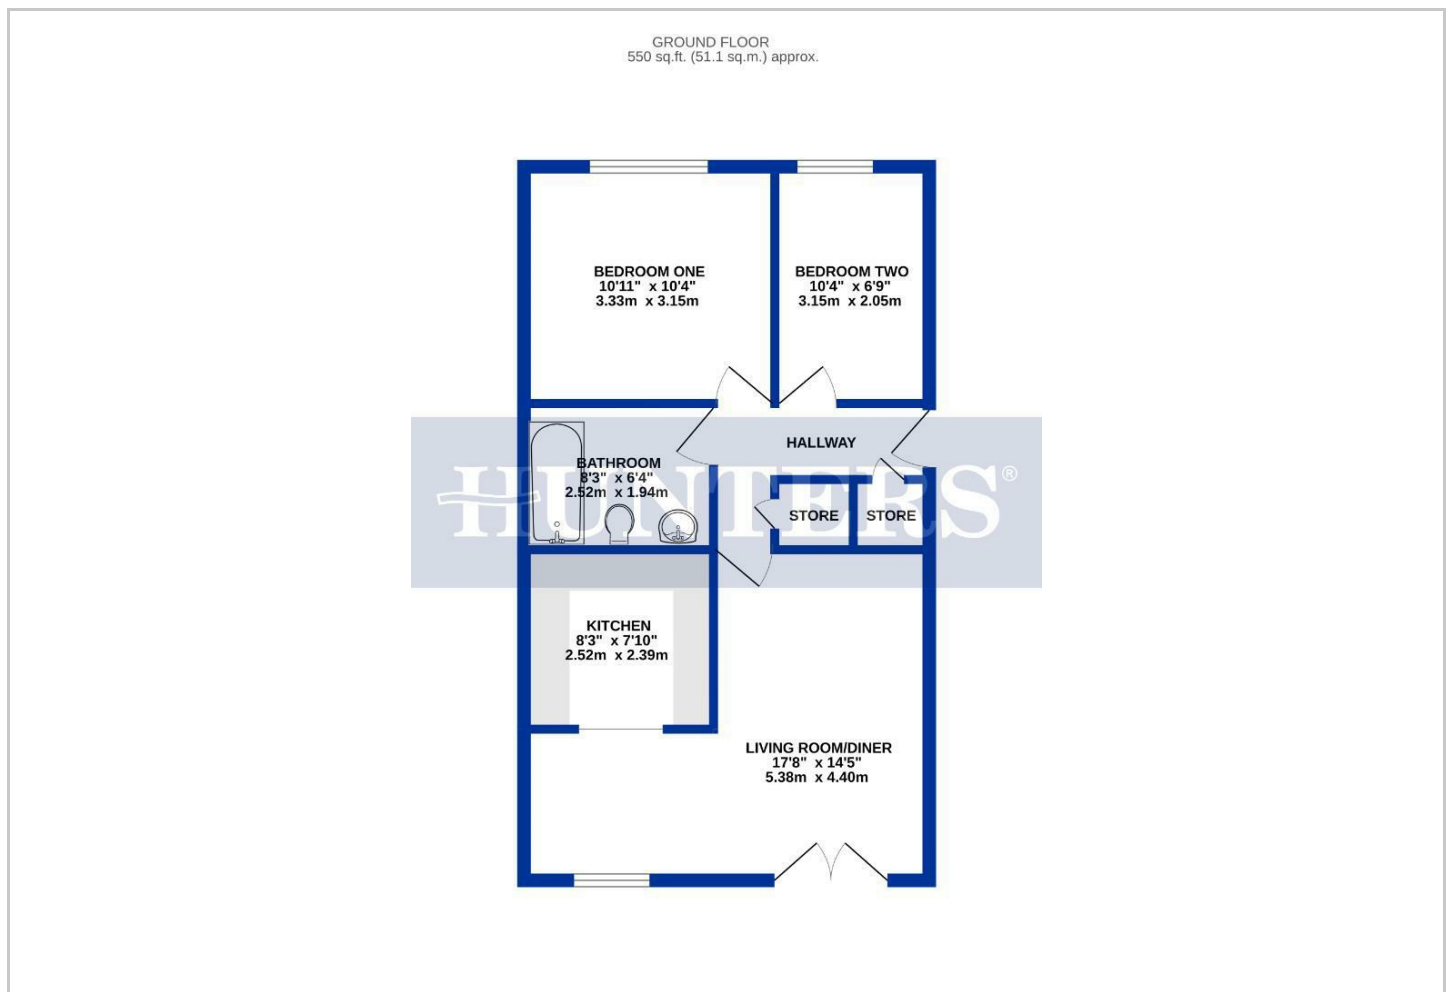 GROUND FLOOR
550 sq.ft. (51.1 sq.m.) approx.
BEDROOM ONE
10'11" x 10'4"
3.33m x 3.15m
BEDROOM TWO
10'4" x 6'9"
3.15m x 2.05m
HALLWAY
BATHROOM
8'3" x 6'4"
2.52m x 1.94m
HUNTERS®
STORE
STORE
KITCHEN
8'3" x 7'10"
2.52m x 2.39m
LIVING ROOM/DINER
17'8" x 14'5"
5.38m x 4.40m